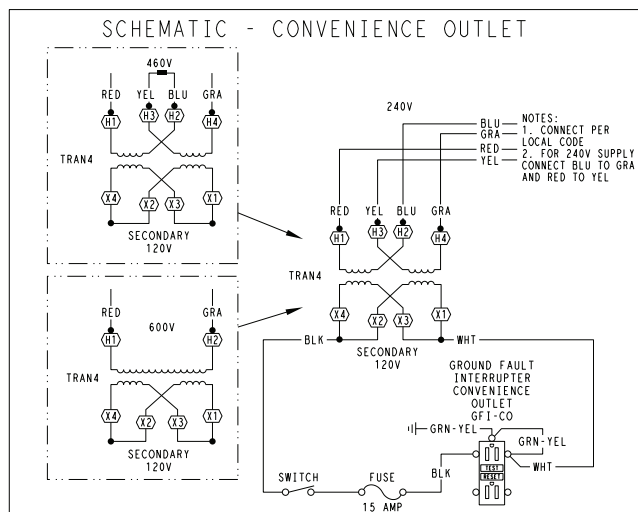 SCHEMATIC - CONVENIENCE OUTLET
460V
RED YEL BLU GRA
H1 H3 H2 H4
TRAN4
X4 X2 X3 X1
SECONDARY
120V
RED GRA
600V
H1 H2
TRAN4
X4 X2 X3 X1
SECONDARY
120V
240V
BLU
GRA
RED
YEL
NOTES:
1. CONNECT PER
LOCAL CODE
2. FOR 240V SUPPLY
CONNECT BLU TO GRA
AND RED TO YEL
RED YEL BLU GRA
H1 H3 H2 H4
TRAN4
X4 X2 X3 X1
BLK WHT
SECONDARY
120V
GROUND FAULT
INTERRUPTER
CONVENIENCE
OUTLET
GFI-CO
GRN-YEL
GRN-YEL
WHT
BLK
TEST
RESET
SWITCH FUSE
15 AMP